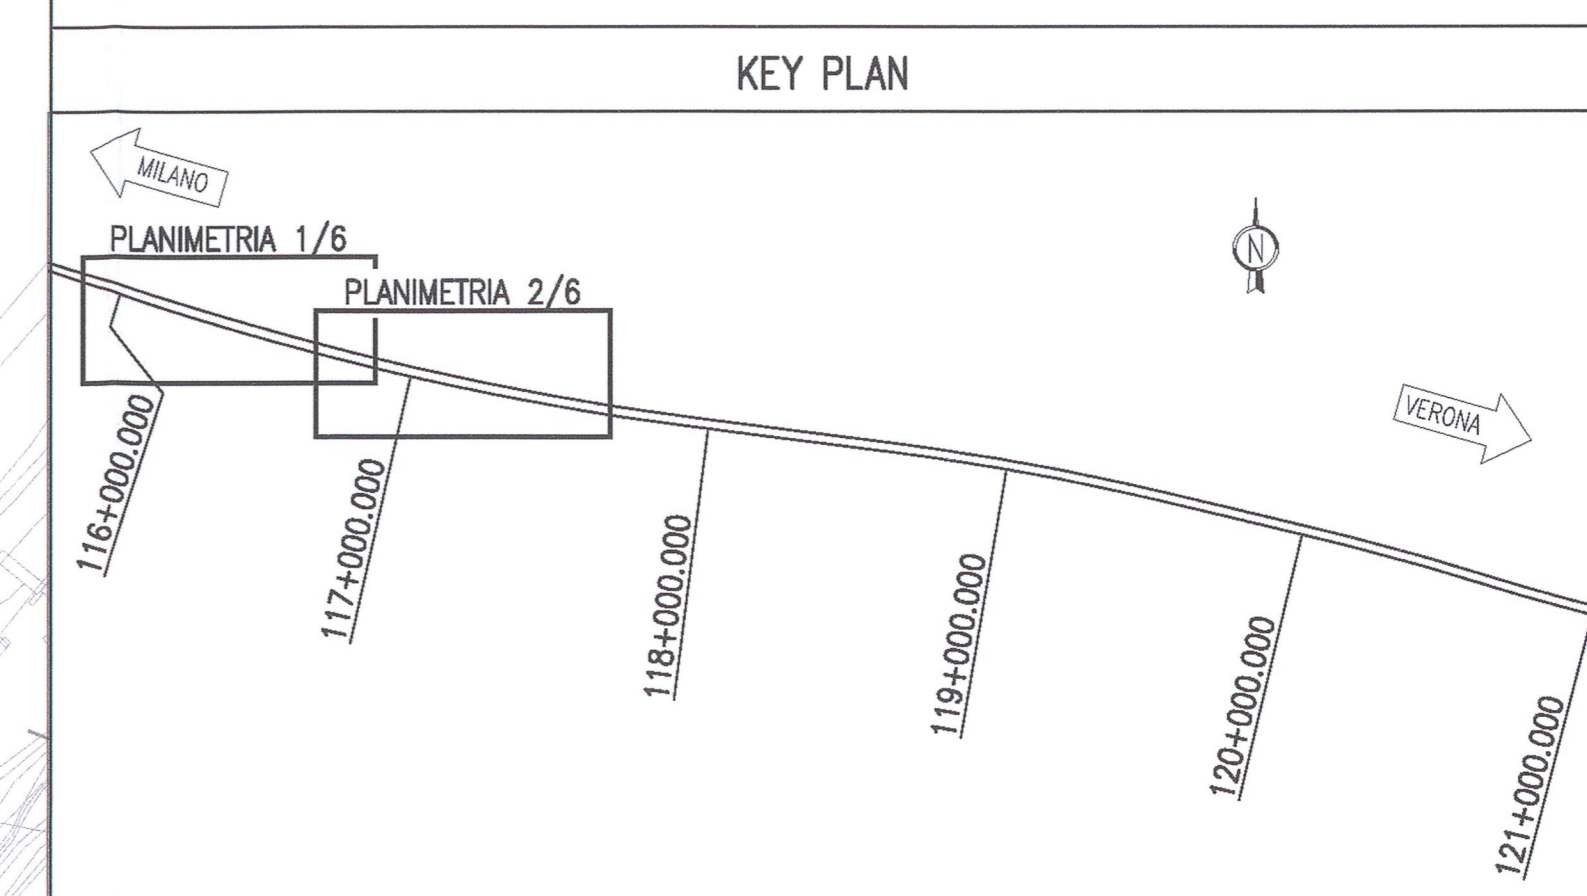 KEY PLAN
MILANO
PLANIMETRIA 1/6
N
PLANIMETRIA 2/6
VERONA
116+000.000
117+000.000
118+000.000
119+000.000
120+000.000
121+000.000